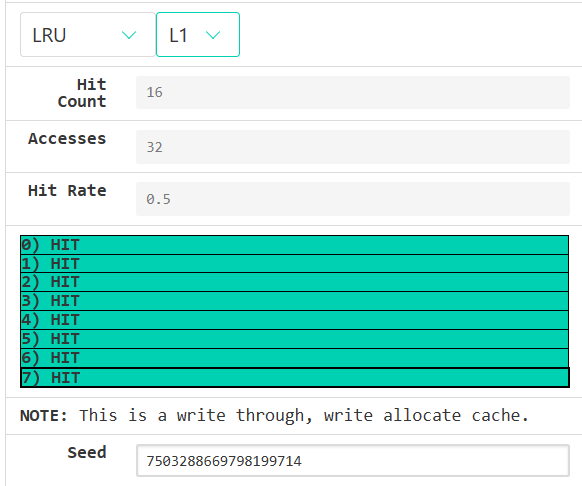 LRU L1
Hit Count 16
Accesses 32
Hit Rate 0.5
0) HIT
1) HIT
2) HIT
3) HIT
4) HIT
5) HIT
6) HIT
7) HIT
NOTE: This is a write through, write allocate cache.
Seed 7503288669798199714